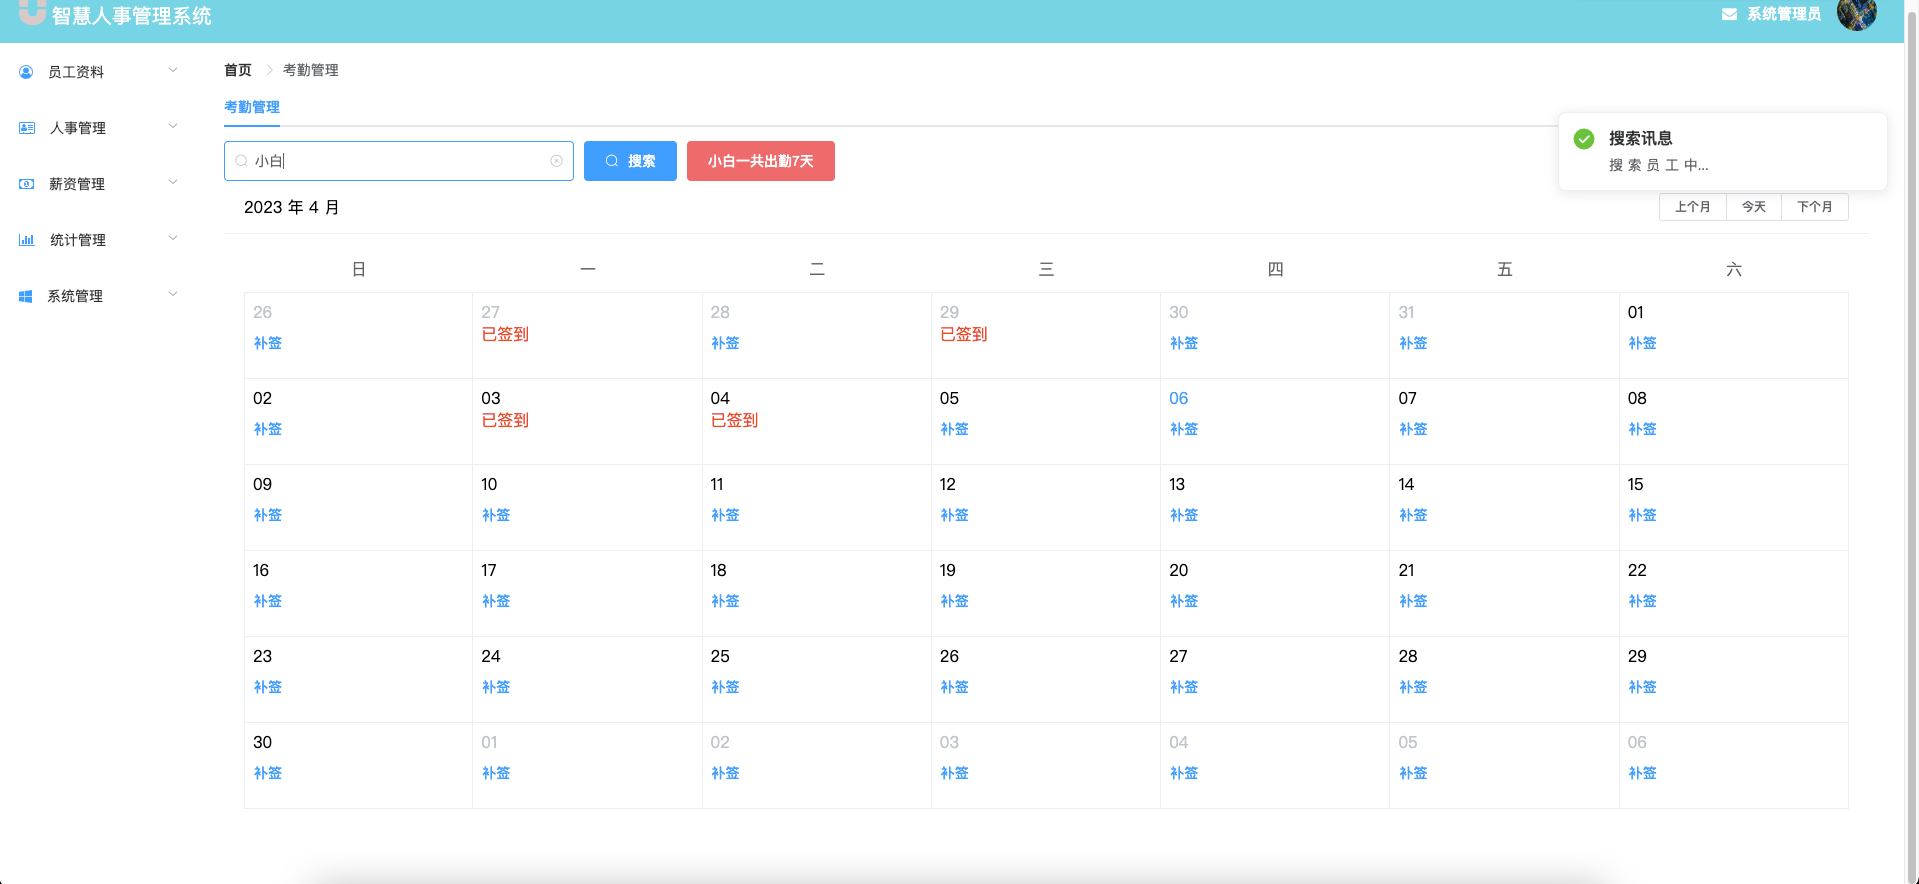 智慧人事管理系统
系统管理员
员工资料
人事管理
薪资管理
统计管理
系统管理
首页 考勤管理
考勤管理
小白
搜索
小白一共出勤7天
搜索讯息
搜 索 员 工 中...
2023 年 4 月
上个月 今天 下个月
日 一 二 三 四 五 六
26 27 28 29 30 31 01
补签 已签到 补签 已签到 补签 补签 补签
02 03 04 05 06 07 08
补签 已签到 已签到 补签 补签 补签 补签
09 10 11 12 13 14 15
补签 补签 补签 补签 补签 补签 补签
16 17 18 19 20 21 22
补签 补签 补签 补签 补签 补签 补签
23 24 25 26 27 28 29
补签 补签 补签 补签 补签 补签 补签
30 01 02 03 04 05 06
补签 补签 补签 补签 补签 补签 补签